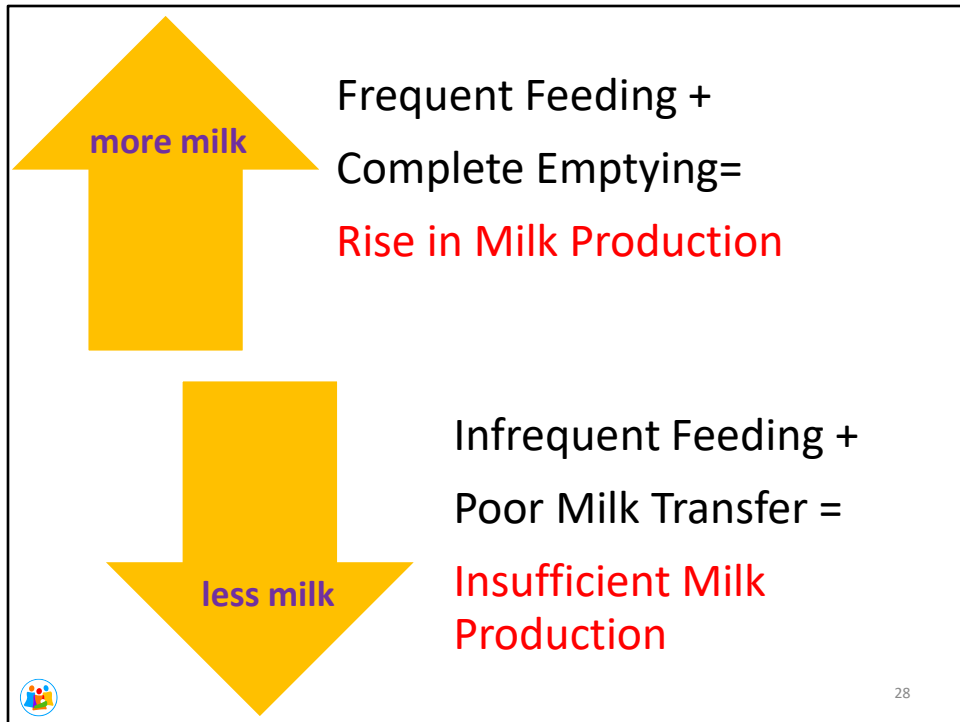 more milk
Frequent Feeding +
Complete Emptying=
Rise in Milk Production
less milk
Infrequent Feeding +
Poor Milk Transfer =
Insufficient Milk
Production
28